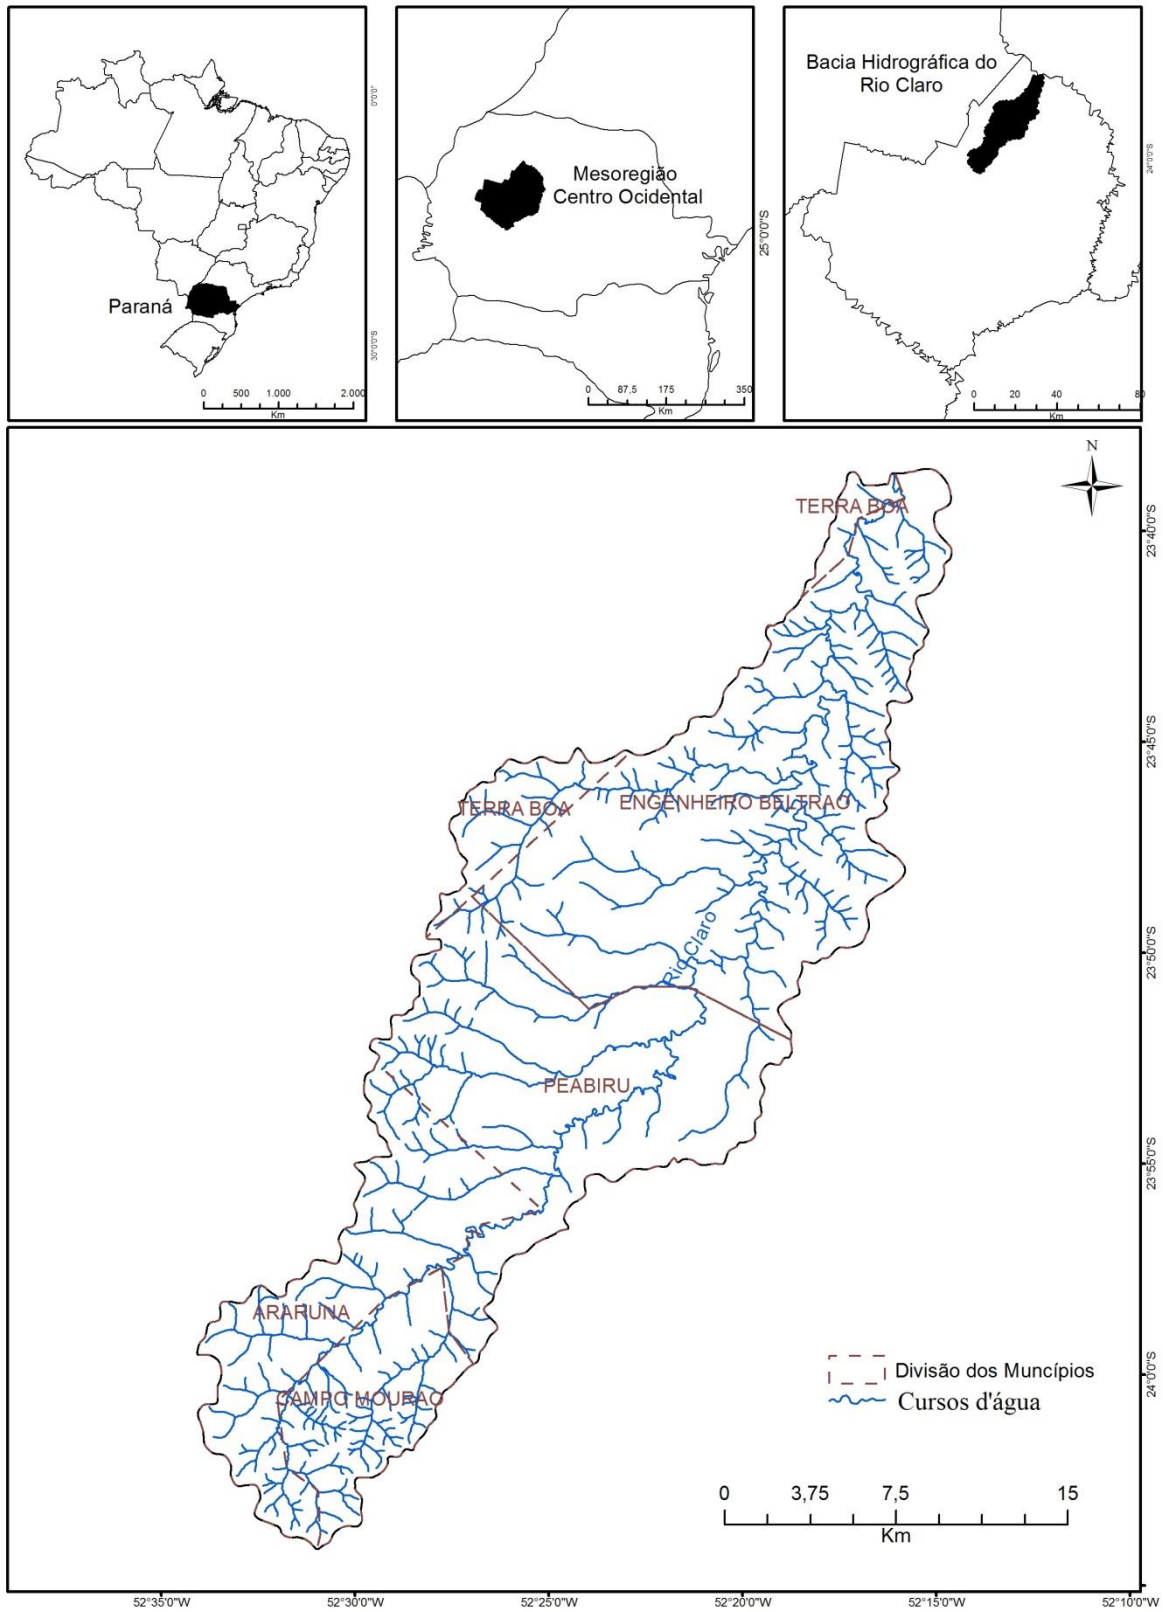 0°0'0"
Paraná
30°0'0"S
0 500 1.000 2.000
Km
Mesoregião
Centro Ocidental
25°0'0"S
0 87,5 175 350
Km
Bacia Hidrográfica do
Rio Claro
24°0'0"S
0 20 40 80
Km
N
TERRA BOA
23°40'0"S
23°45'0"S
TERRA BOA
ENGENHEIRO BELTRAO
Rio Claro
23°50'0"S
PEABIRU
23°55'0"S
ARARUNA
CAMPO MOURAO
24°0'0"S
Divisão dos Muncípios
Cursos d'água
0 3,75 7,5 15
Km
52°35'0"W 52°30'0"W 52°25'0"W 52°20'0"W 52°15'0"W 52°10'0"W